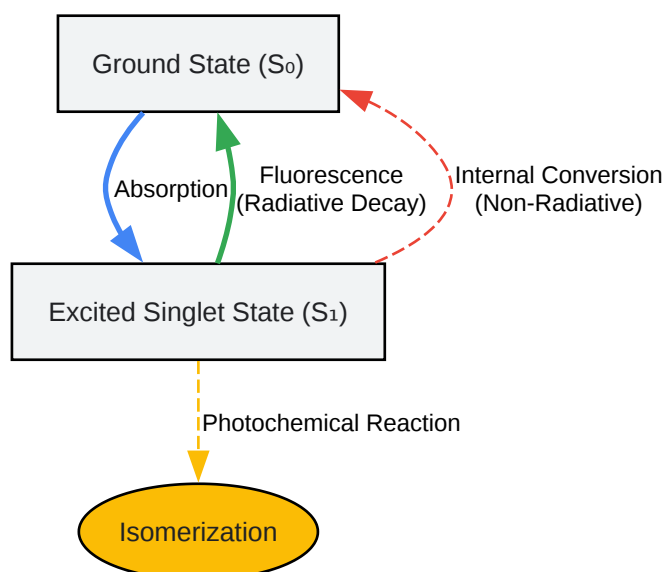 Ground State (S₀)
Absorption
Fluorescence
(Radiative Decay)
Internal Conversion
(Non-Radiative)
Excited Singlet State (S₁)
Photochemical Reaction
Isomerization